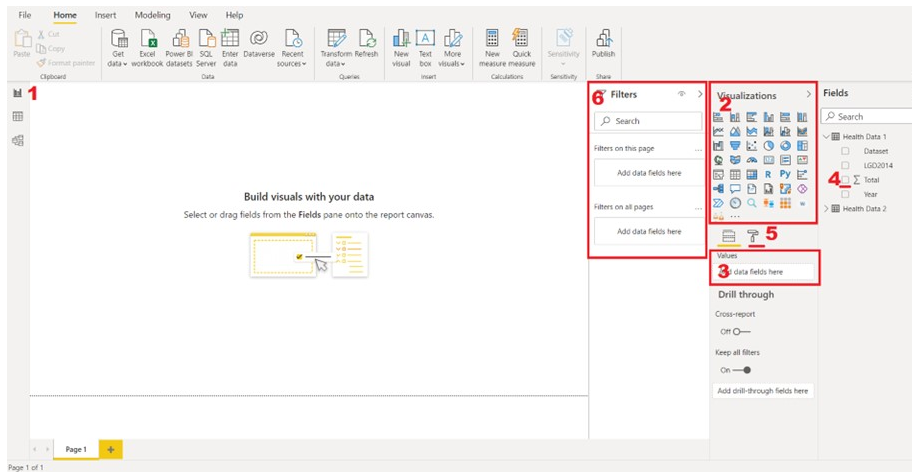 File Home Insert Modeling View Help
Paste
Cut
Copy
Format painter
Clipboard
Get data
Excel workbook
Power BI datasets
SQL Server
Enter data
Dataverse
Recent sources
Data
Transform data
Refresh
Queries
New visual
Text box
More visuals
Insert
New measure
Quick measure
Calculations
Sensitivity
Sensitivity
Publish
Share
1
Build visuals with your data
Select or drag fields from the Fields pane onto the report canvas.
6 Filters
Search
Filters on this page ...
Add data fields here
Filters on all pages ...
Add data fields here
Visualizations
2
R Py
...
5
Values
3 Add data fields here
Drill through
Cross-report
Off
Keep all filters
On
Add drill-through fields here
Fields
Search
Health Data 1
Dataset
LGD2014
4 Σ Total
Year
Health Data 2
Page 1 +
Page 1 of 1